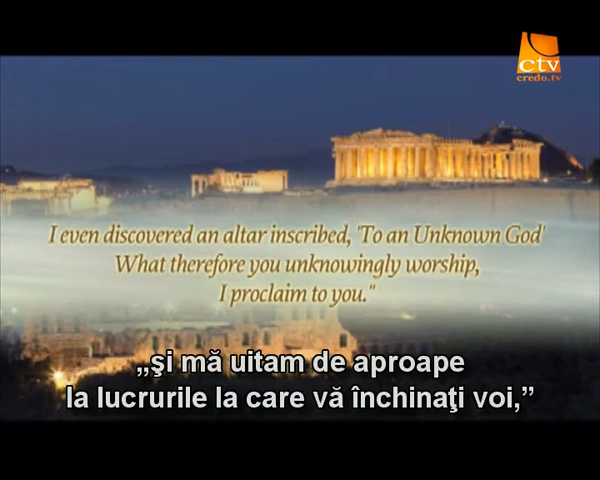 ctv
credo.tv
I even discovered an altar inscribed, 'To an Unknown God'
What therefore you unknowingly worship,
I proclaim to you."
„şi mă uitam de aproape
la lucrurile la care vă închinaţi voi,”